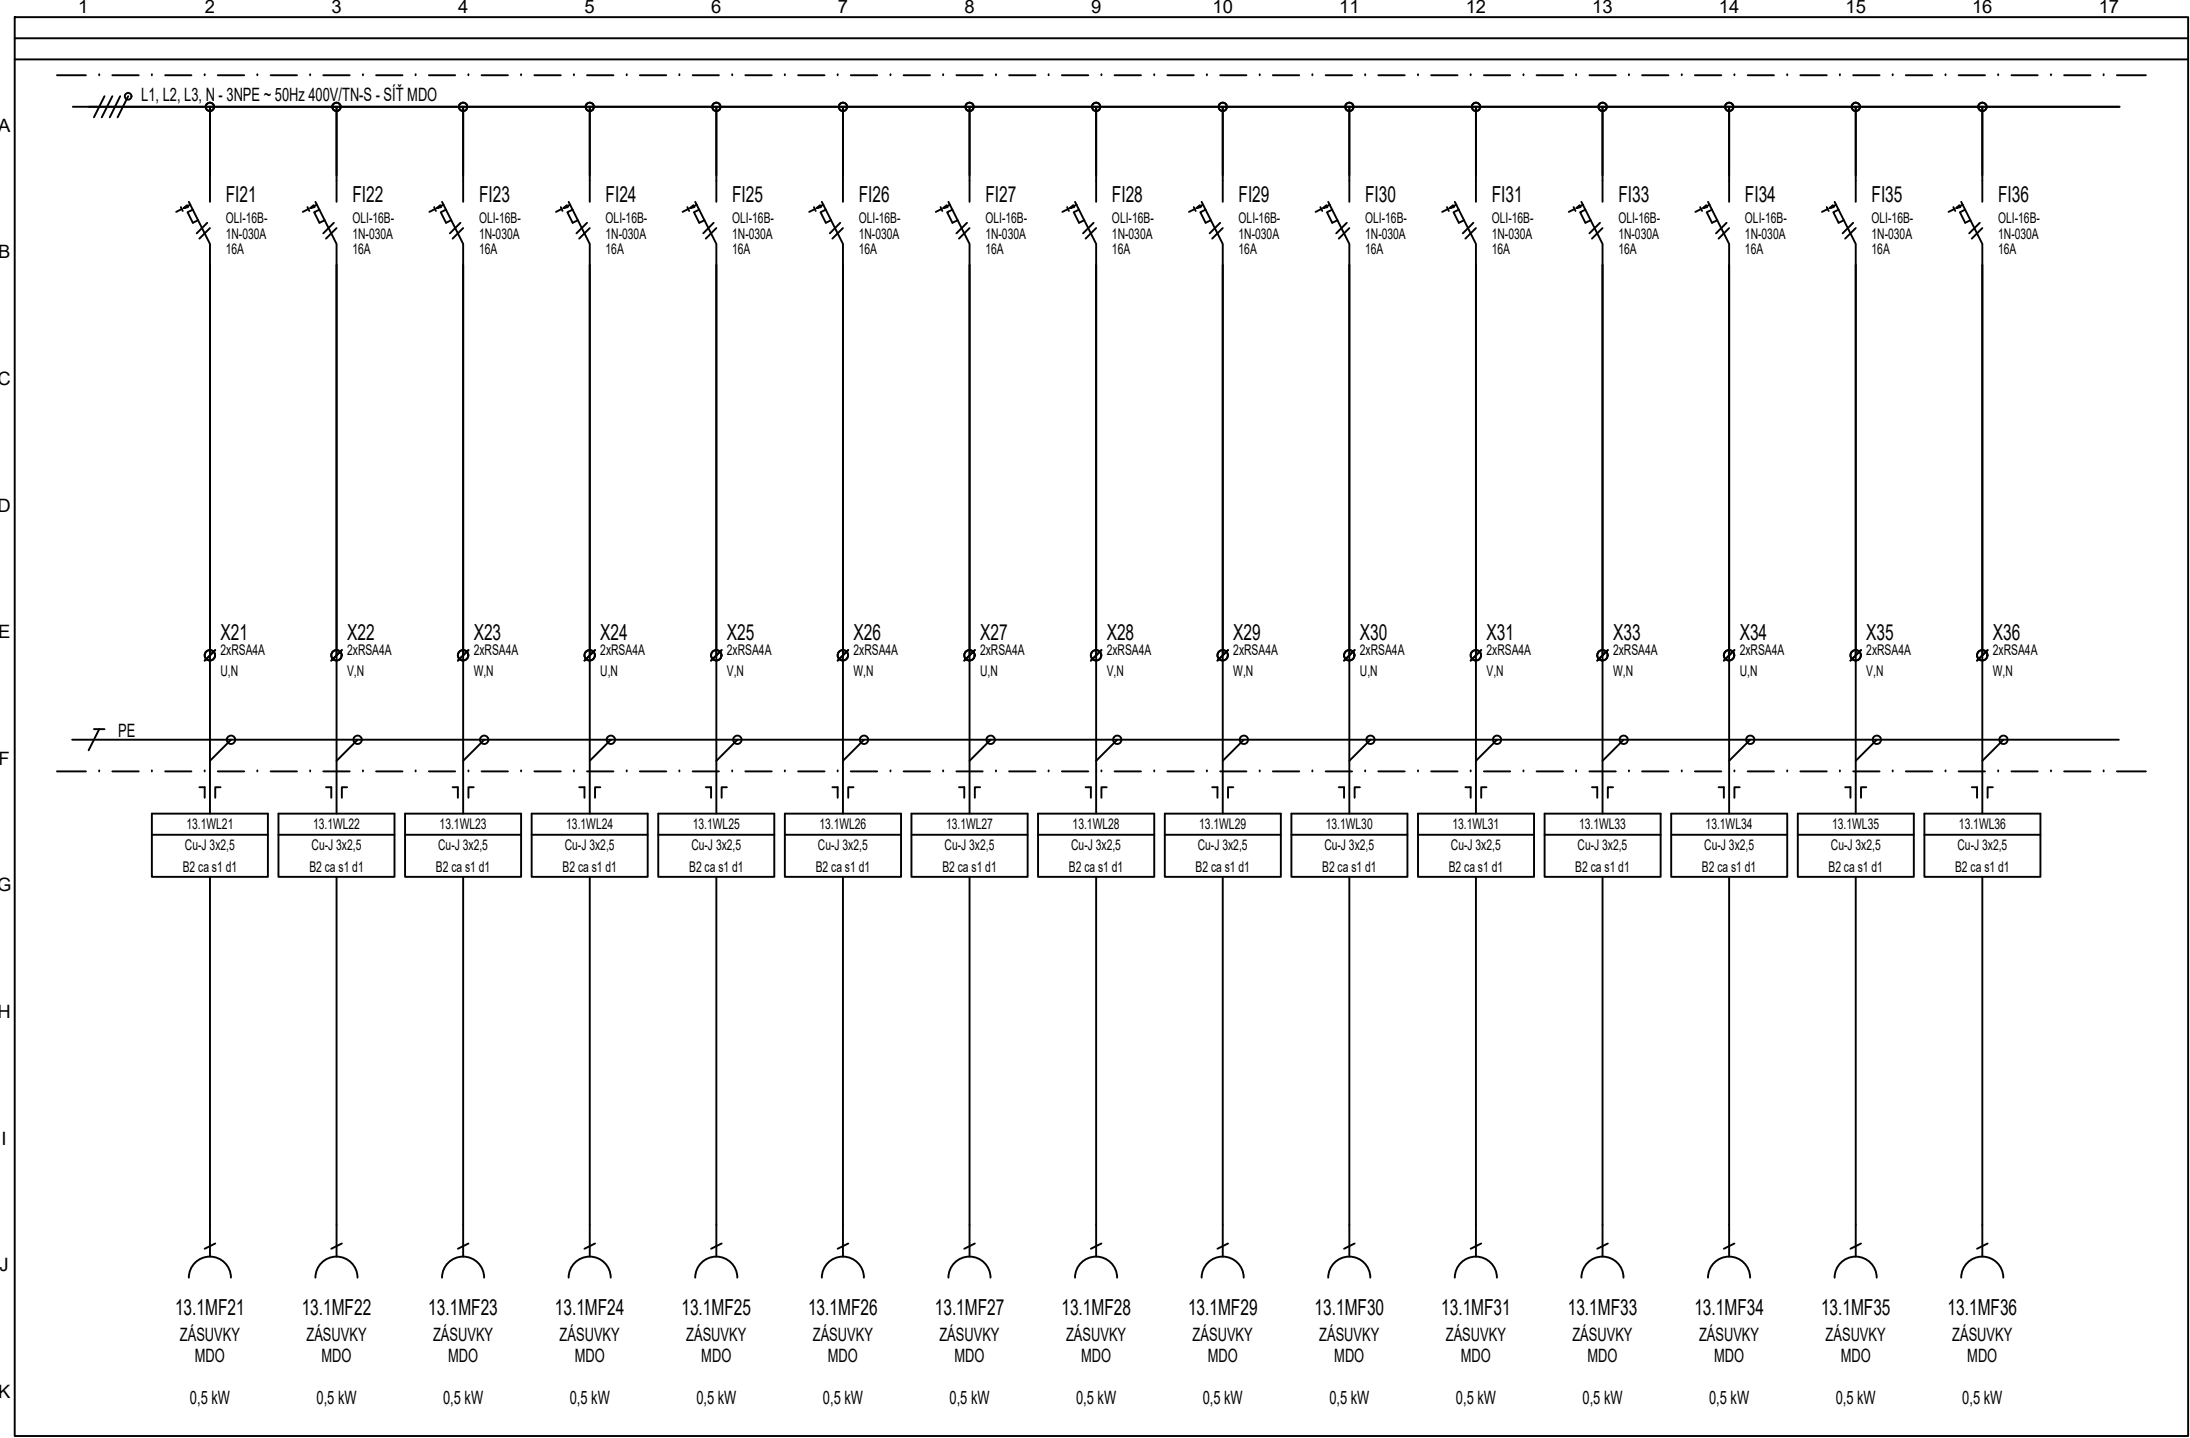 1 2 3 4 5 6 7 8 9 10 11 12 13 14 15 16 17
L1, L2, L3, N - 3NPE ~ 50Hz 400V/TN-S - SÍŤ MDO
A
FI21 FI22 FI23 FI24 FI25 FI26 FI27 FI28 FI29 FI30 FI31 FI33 FI34 FI35 FI36
OLI-16B- OLI-16B- OLI-16B- OLI-16B- OLI-16B- OLI-16B- OLI-16B- OLI-16B- OLI-16B- OLI-16B- OLI-16B- OLI-16B- OLI-16B- OLI-16B- OLI-16B-
1N-030A 1N-030A 1N-030A 1N-030A 1N-030A 1N-030A 1N-030A 1N-030A 1N-030A 1N-030A 1N-030A 1N-030A 1N-030A 1N-030A 1N-030A
B 16A 16A 16A 16A 16A 16A 16A 16A 16A 16A 16A 16A 16A 16A 16A
C
D
E X21 X22 X23 X24 X25 X26 X27 X28 X29 X30 X31 X33 X34 X35 X36
2xRSA4A 2xRSA4A 2xRSA4A 2xRSA4A 2xRSA4A 2xRSA4A 2xRSA4A 2xRSA4A 2xRSA4A 2xRSA4A 2xRSA4A 2xRSA4A 2xRSA4A 2xRSA4A 2xRSA4A
U,N V,N W,N U,N V,N W,N U,N V,N W,N U,N V,N W,N U,N V,N W,N
PE
F
13.1WL21 13.1WL22 13.1WL23 13.1WL24 13.1WL25 13.1WL26 13.1WL27 13.1WL28 13.1WL29 13.1WL30 13.1WL31 13.1WL33 13.1WL34 13.1WL35 13.1WL36
Cu-J 3x2,5 Cu-J 3x2,5 Cu-J 3x2,5 Cu-J 3x2,5 Cu-J 3x2,5 Cu-J 3x2,5 Cu-J 3x2,5 Cu-J 3x2,5 Cu-J 3x2,5 Cu-J 3x2,5 Cu-J 3x2,5 Cu-J 3x2,5 Cu-J 3x2,5 Cu-J 3x2,5 Cu-J 3x2,5
B2 ca s1 d1 B2 ca s1 d1 B2 ca s1 d1 B2 ca s1 d1 B2 ca s1 d1 B2 ca s1 d1 B2 ca s1 d1 B2 ca s1 d1 B2 ca s1 d1 B2 ca s1 d1 B2 ca s1 d1 B2 ca s1 d1 B2 ca s1 d1 B2 ca s1 d1 B2 ca s1 d1
G
H
I
J
13.1MF21 13.1MF22 13.1MF23 13.1MF24 13.1MF25 13.1MF26 13.1MF27 13.1MF28 13.1MF29 13.1MF30 13.1MF31 13.1MF33 13.1MF34 13.1MF35 13.1MF36
ZÁSUVKY ZÁSUVKY ZÁSUVKY ZÁSUVKY ZÁSUVKY ZÁSUVKY ZÁSUVKY ZÁSUVKY ZÁSUVKY ZÁSUVKY ZÁSUVKY ZÁSUVKY ZÁSUVKY ZÁSUVKY ZÁSUVKY
MDO MDO MDO MDO MDO MDO MDO MDO MDO MDO MDO MDO MDO MDO MDO
K 0,5 kW 0,5 kW 0,5 kW 0,5 kW 0,5 kW 0,5 kW 0,5 kW 0,5 kW 0,5 kW 0,5 kW 0,5 kW 0,5 kW 0,5 kW 0,5 kW 0,5 kW